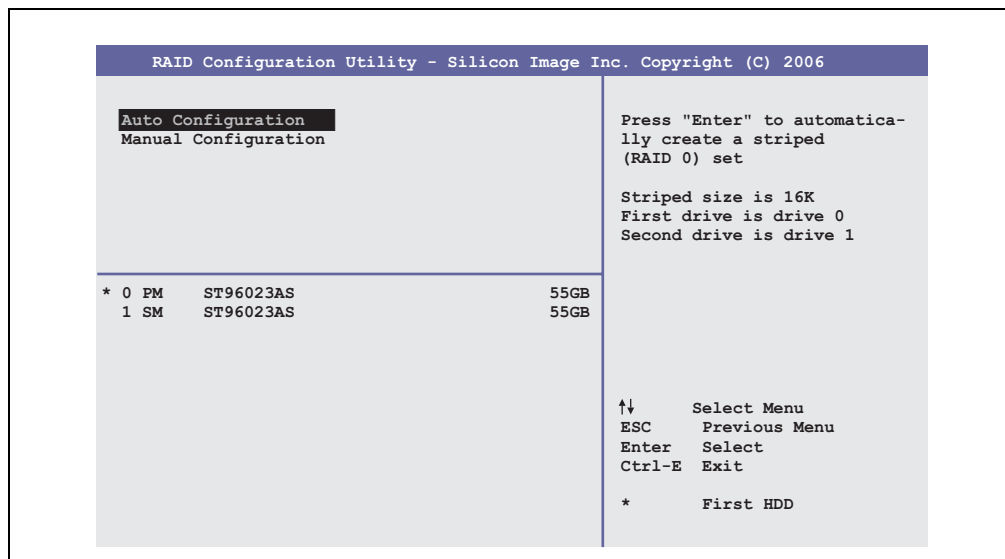 RAID Configuration Utility - Silicon Image Inc. Copyright (C) 2006
Auto Configuration
Manual Configuration
* 0 PM ST96023AS 55GB
1 SM ST96023AS 55GB
Press "Enter" to automatica-
lly create a striped
(RAID 0) set
Striped size is 16K
First drive is drive 0
Second drive is drive 1
↑↓ Select Menu
ESC Previous Menu
Enter Select
Ctrl-E Exit
* First HDD